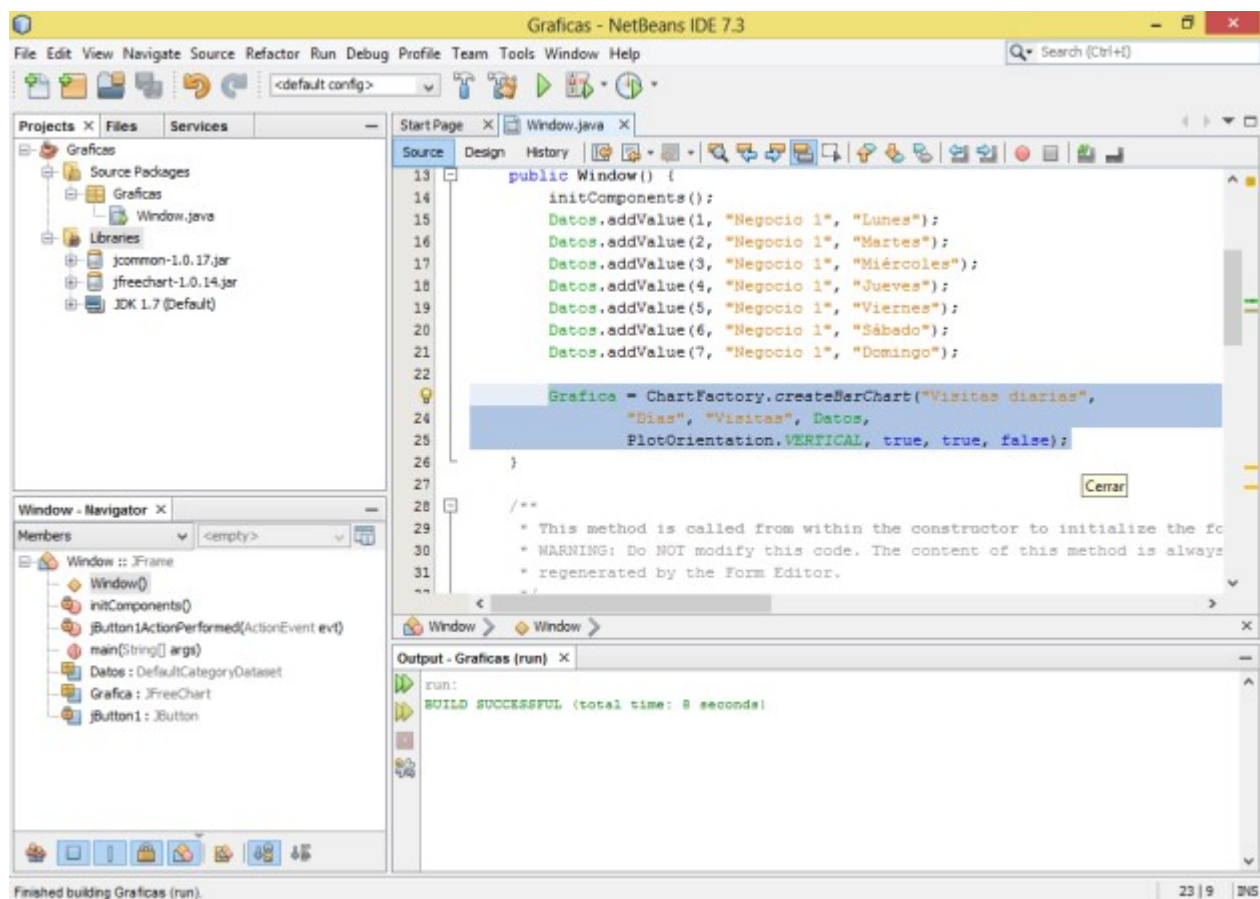 Graficas - NetBeans IDE 7.3
File Edit View Navigate Source Refactor Run Debug Profile Team Tools Window Help
Search (Ctrl+I)
<default config>
Projects Files Services
Graficas
Source Packages
Graficas
Window.java
Libraries
jcommon-1.0.17.jar
jfreechart-1.0.14.jar
JDK 1.7 (Default)
Window - Navigator
Members <empty>
Window :: JFrame
Window()
initComponents()
jButton1ActionPerformed(ActionEvent evt)
main(String[] args)
Datos : DefaultCategoryDataset
Grafica : JFreeChart
jButton1 : JButton
Start Page Window.java
Source Design History
13 public Window() {
14 initComponents();
15 Datos.addValue(1, "Negocio 1", "Lunes");
16 Datos.addValue(2, "Negocio 1", "Martes");
17 Datos.addValue(3, "Negocio 1", "Miércoles");
18 Datos.addValue(4, "Negocio 1", "Jueves");
19 Datos.addValue(5, "Negocio 1", "Viernes");
20 Datos.addValue(6, "Negocio 1", "Sábado");
21 Datos.addValue(7, "Negocio 1", "Domingo");
22
Grafica = ChartFactory.createBarChart("Visitas diarias",
24 "Dias", "Visitas", Datos,
25 PlotOrientation.VERTICAL, true, true, false);
26 }
27
Cerrar
28 /**
29 * This method is called from within the constructor to initialize the fo
30 * WARNING: Do NOT modify this code. The content of this method is always
31 * regenerated by the Form Editor.
Window Window
Output - Graficas (run)
run:
BUILD SUCCESSFUL (total time: 8 seconds)
Finished building Graficas (run).
23 | 9 INS